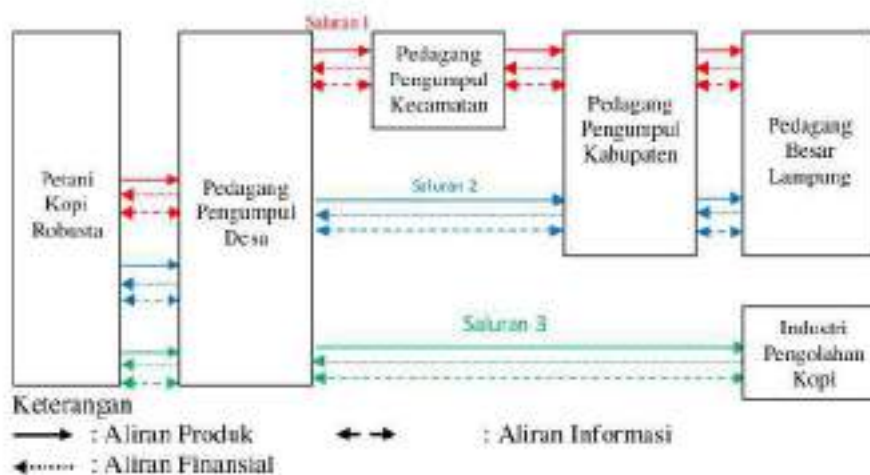 Saluran 1
Petani
Kopi
Robusta
Pedagang
Pengumpul
Desa
Pedagang
Pengumpul
Kecamatan
Pedagang
Pengumpul
Kabupaten
Pedagang
Besar
Lampung
Saluran 2
Saluran 3
Industri
Pengolahan
Kopi
Keterangan
: Aliran Produk
: Aliran Informasi
: Aliran Finansial